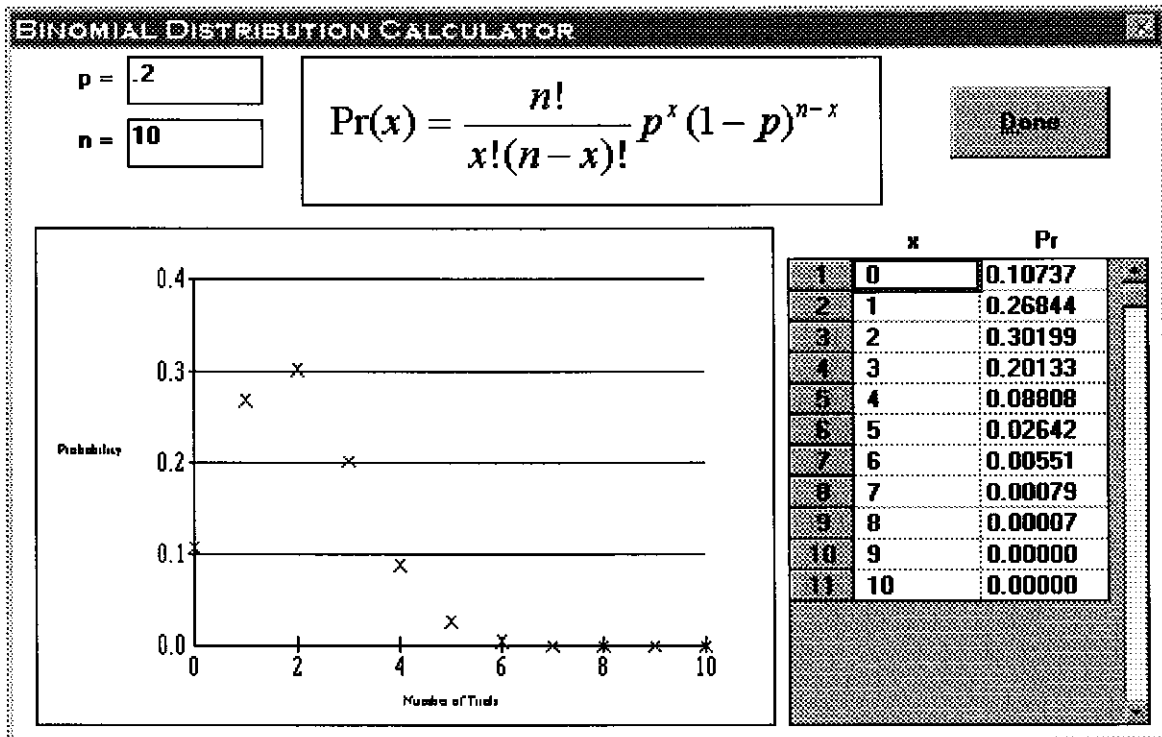 BINOMIAL DISTRIBUTION CALCULATOR
p = .2
n = 10
Pr(x) = n! / x!(n − x)! p^x (1 − p)^{n − x}
Done
0.4
0.3
0.2
0.1
0.0
Probability
0 2 4 6 8 10
Number of Trials
x Pr
1 0 0.10737
2 1 0.26844
3 2 0.30199
4 3 0.20133
5 4 0.08808
6 5 0.02642
7 6 0.00551
8 7 0.00079
9 8 0.00007
10 9 0.00000
11 10 0.00000